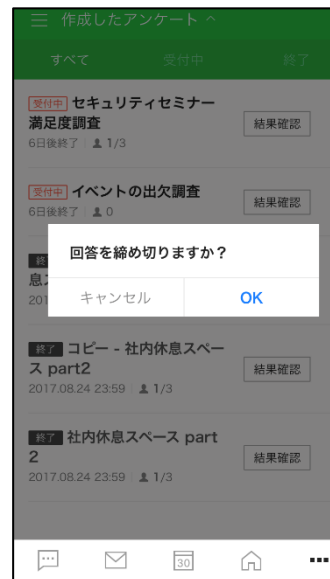 作成したアンケート
すべて 受付中 終了
受付中 セキュリティセミナー
満足度調査
結果確認
6日後終了 1/3
受付中 イベントの出欠調査
結果確認
6日後終了 0
終
息
201
回答を締め切りますか？
キャンセル OK
終了 コピー - 社内休息スペー
ス part2
結果確認
2017.08.24 23:59 1/3
終了 社内休息スペース part
2
結果確認
2017.08.24 23:59 1/3
30